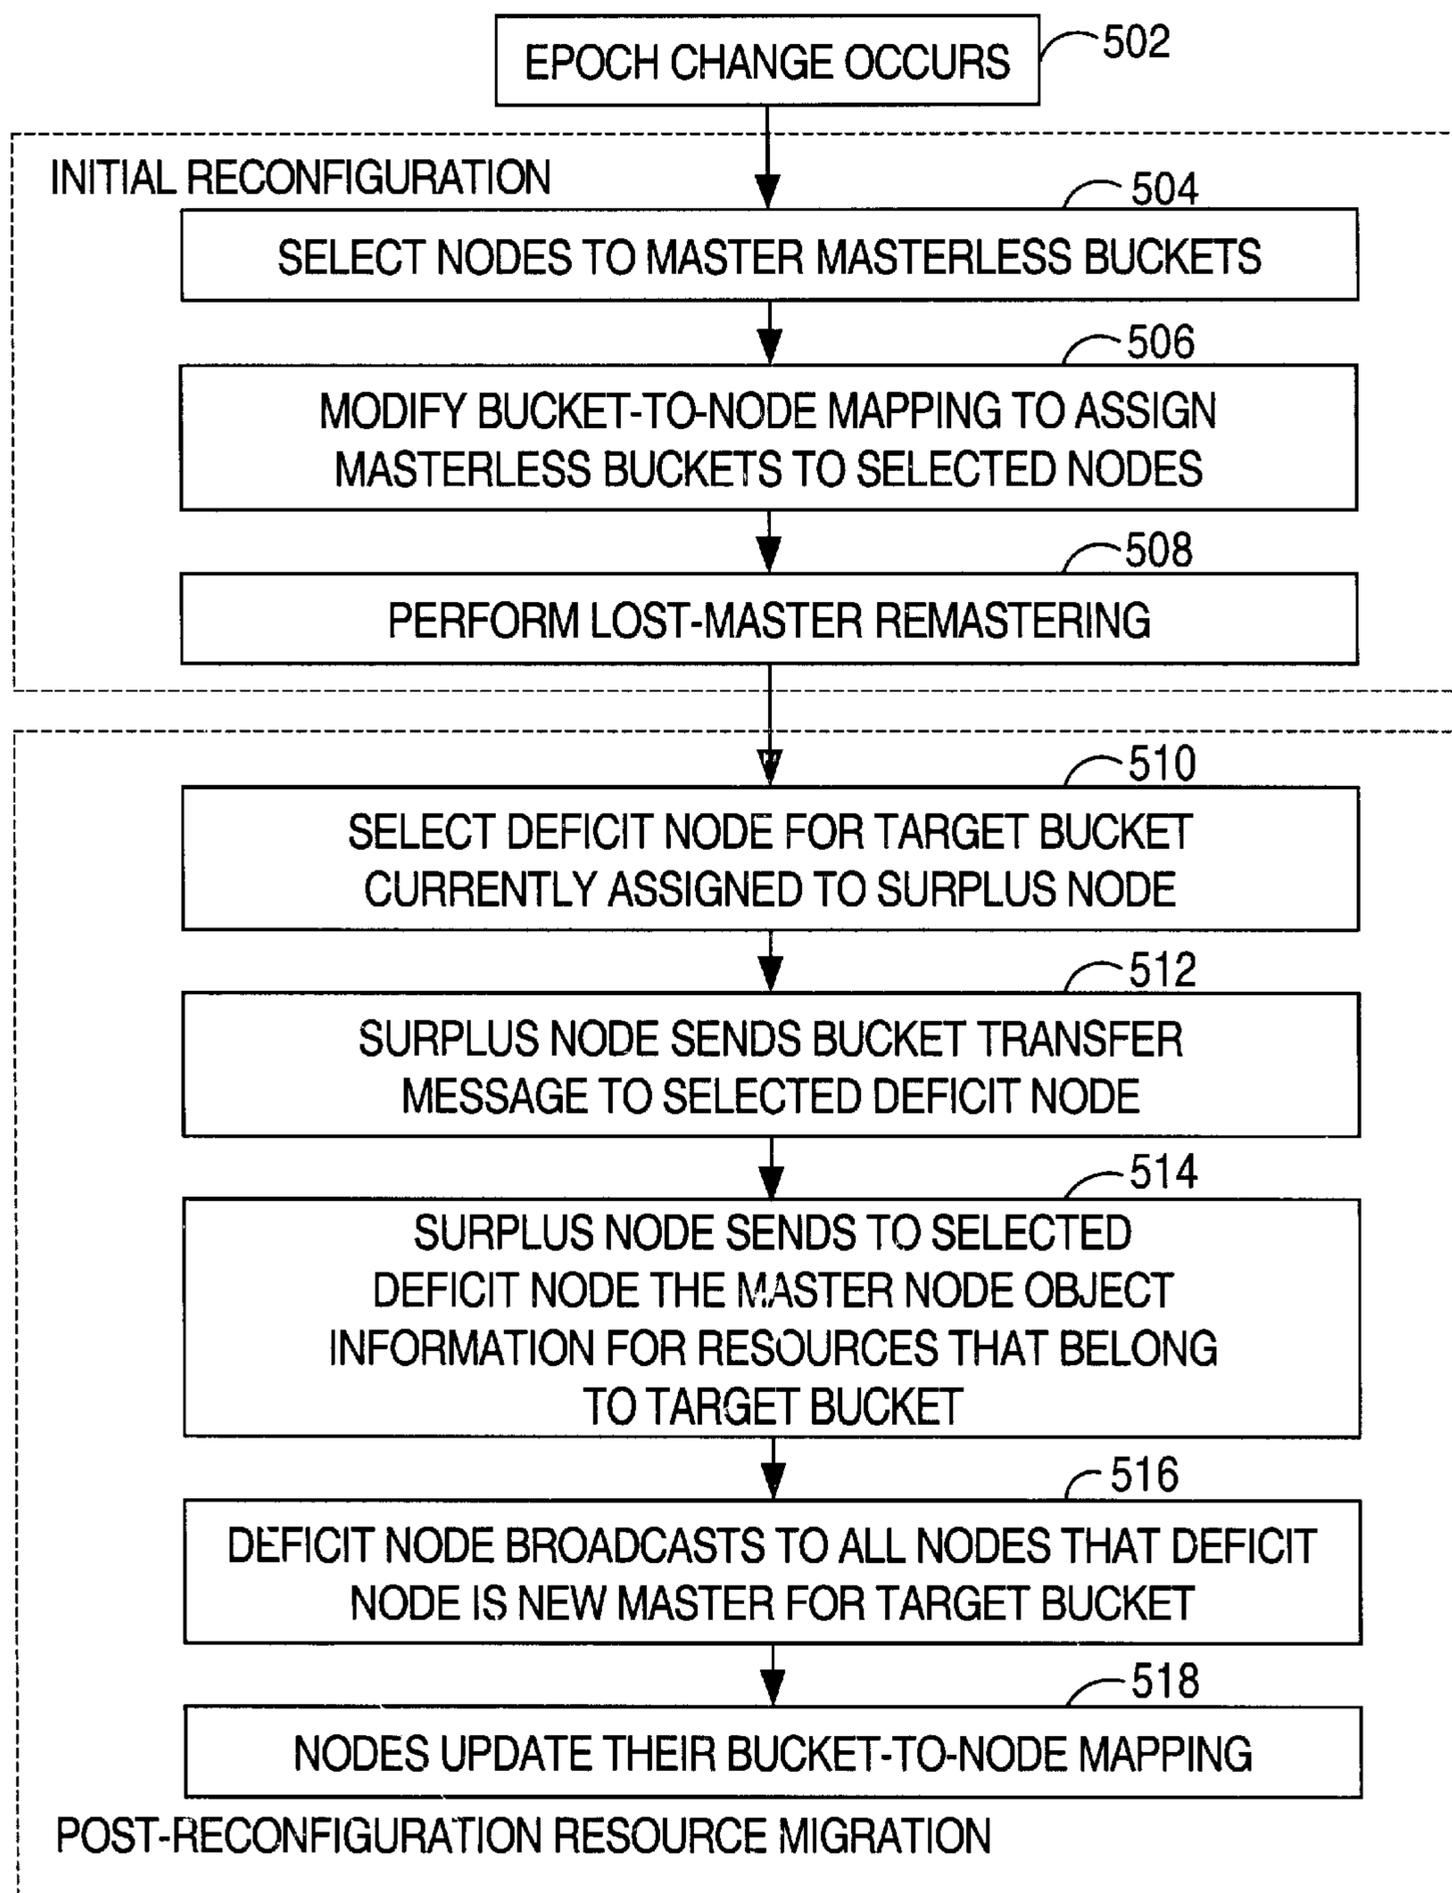 EPOCH CHANGE OCCURS
502
INITIAL RECONFIGURATION
504
SELECT NODES TO MASTER MASTERLESS BUCKETS
506
MODIFY BUCKET-TO-NODE MAPPING TO ASSIGN
MASTERLESS BUCKETS TO SELECTED NODES
508
PERFORM LOST-MASTER REMASTERING
510
SELECT DEFICIT NODE FOR TARGET BUCKET
CURRENTLY ASSIGNED TO SURPLUS NODE
512
SURPLUS NODE SENDS BUCKET TRANSFER
MESSAGE TO SELECTED DEFICIT NODE
514
SURPLUS NODE SENDS TO SELECTED
DEFICIT NODE THE MASTER NODE OBJECT
INFORMATION FOR RESOURCES THAT BELONG
TO TARGET BUCKET
516
DEFICIT NODE BROADCASTS TO ALL NODES THAT DEFICIT
NODE IS NEW MASTER FOR TARGET BUCKET
518
NODES UPDATE THEIR BUCKET-TO-NODE MAPPING
POST-RECONFIGURATION RESOURCE MIGRATION